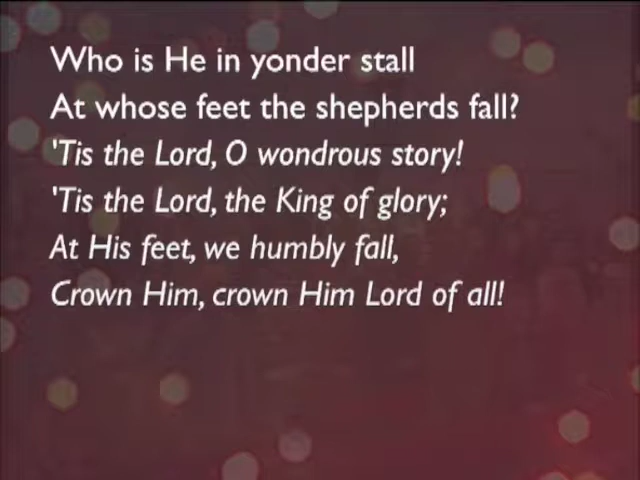 Who is He in yonder stall
At whose feet the shepherds fall?
'Tis the Lord, O wondrous story!
'Tis the Lord, the King of glory;
At His feet, we humbly fall,
Crown Him, crown Him Lord of all!